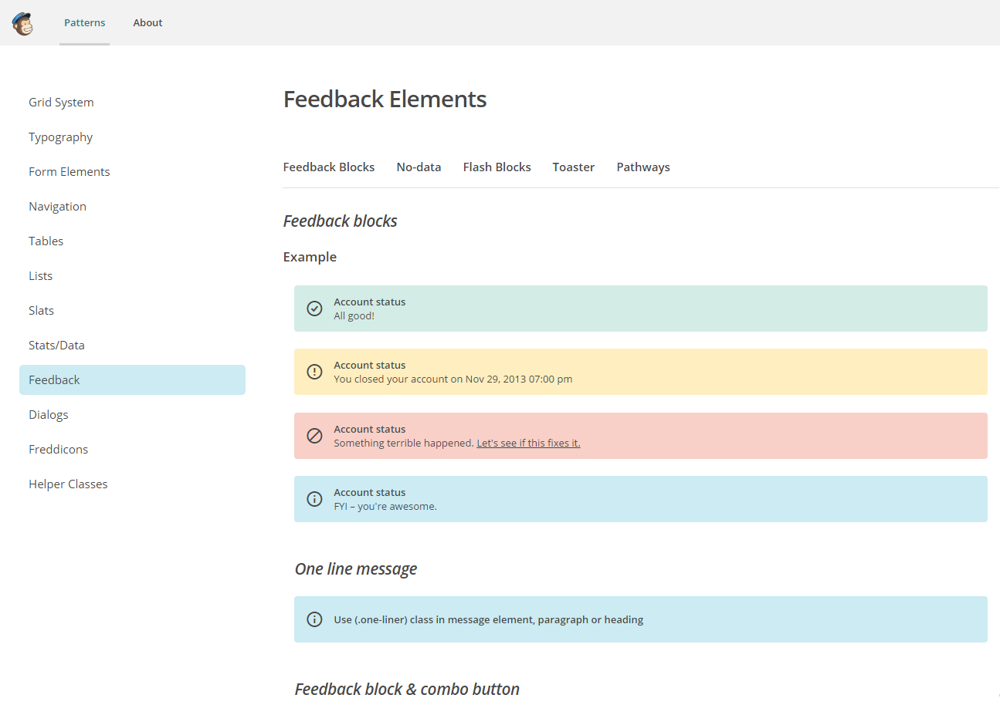 Patterns About
Grid System
Typography
Form Elements
Navigation
Tables
Lists
Slats
Stats/Data
Feedback
Dialogs
Freddicons
Helper Classes
Feedback Elements
Feedback Blocks No-data Flash Blocks Toaster Pathways
Feedback blocks
Example
Account status
All good!
Account status
You closed your account on Nov 29, 2013 07:00 pm
Account status
Something terrible happened. Let's see if this fixes it.
Account status
FYI – you're awesome.
One line message
Use (.one-liner) class in message element, paragraph or heading
Feedback block & combo button